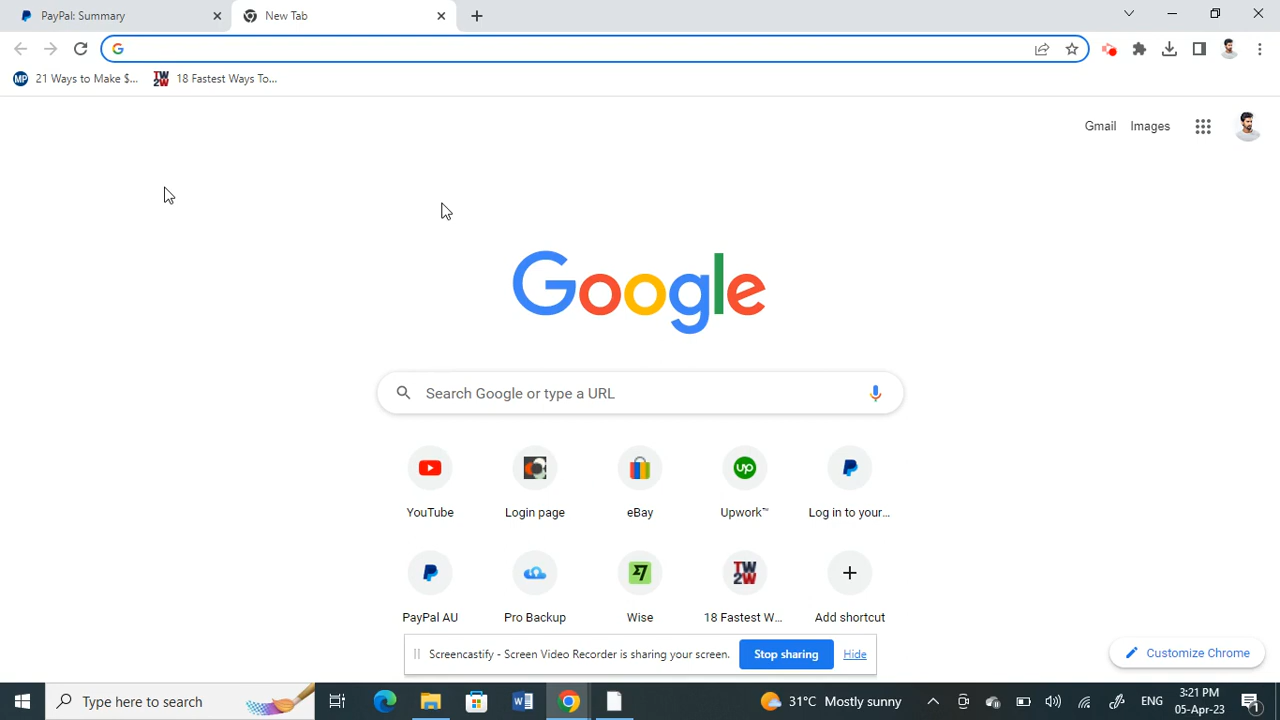 PayPal: Summary
New Tab
21 Ways to Make $...
18 Fastest Ways To...
Gmail Images
Google
Search Google or type a URL
YouTube
Login page
eBay
Upwork™
Log in to your...
PayPal AU
Pro Backup
Wise
18 Fastest W...
Add shortcut
Screencastify - Screen Video Recorder is sharing your screen.
Stop sharing
Hide
Customize Chrome
Type here to search
31°C Mostly sunny
ENG
3:21 PM
05-Apr-23